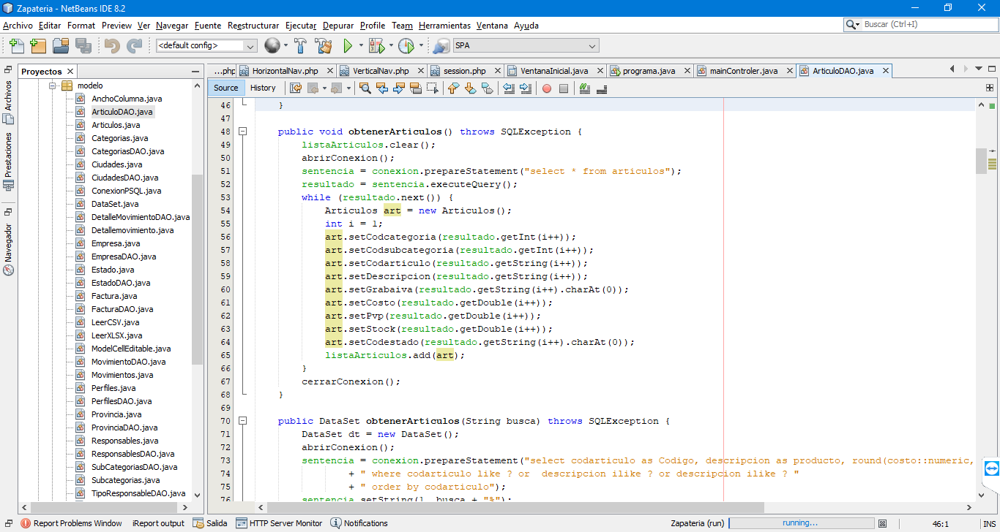 Zapateria - NetBeans IDE 8.2
Archivo Editar Format Preview Ver Navegar Fuente Reestructurar Ejecutar Depurar Profile Team Herramientas Ventana Ayuda
Buscar (Ctrl+I)
<default config>
SPA
Archivos
Prestaciones
Navegador
Proyectos
modelo
AnchoColumna.java
ArticuloDAO.java
Articulos.java
Categorias.java
CategoriasDAO.java
Ciudades.java
CiudadesDAO.java
ConexionPSQL.java
DataSet.java
DetalleMovimientoDAO.java
Detallemovimiento.java
Empresa.java
EmpresaDAO.java
Estado.java
EstadoDAO.java
Factura.java
FacturaDAO.java
LeerCSV.java
LeerXLSX.java
ModelCellEditable.java
MovimientoDAO.java
Movimientos.java
Perfiles.java
PerfilesDAO.java
Provincia.java
ProvinciaDAO.java
Responsables.java
ResponsablesDAO.java
SubCategoriasDAO.java
Subcategorias.java
TipoResponsableDAO.java
...php HorizontalNav.php VerticalNav.php session.php VentanaInicial.java programa.java mainControler.java ArticuloDAO.java
Source History
46 }
47
48 public void obtenerArticulos() throws SQLException {
49 listaArticulos.clear();
50 abrirConexion();
51 sentencia = conexion.prepareStatement("select * from articulos");
52 resultado = sentencia.executeQuery();
53 while (resultado.next()) {
54 Articulos art = new Articulos();
55 int i = 1;
56 art.setCodcategoria(resultado.getInt(i++));
57 art.setCodsubcategoria(resultado.getInt(i++));
58 art.setCodarticulo(resultado.getString(i++));
59 art.setDescripcion(resultado.getString(i++));
60 art.setGrabaiva(resultado.getString(i++).charAt(0));
61 art.setCosto(resultado.getDouble(i++));
62 art.setPvp(resultado.getDouble(i++));
63 art.setStock(resultado.getDouble(i++));
64 art.setCodestado(resultado.getString(i++).charAt(0));
65 listaArticulos.add(art);
66 }
67 cerrarConexion();
68 }
69
70 public DataSet obtenerArticulos(String busca) throws SQLException {
71 DataSet dt = new DataSet();
72 abrirConexion();
73 sentencia = conexion.prepareStatement("select codarticulo as Codigo, descripcion as producto, round(costo::numeric,
74 + " where codarticulo like ? or  descripcion ilike ? or descripcion ilike ? "
75 + " order by codarticulo");
76 sentencia.setString(1, busca + "%");
Report Problems Window iReport output Salida HTTP Server Monitor Notifications
Zapateria (run) running... 46:1 INS